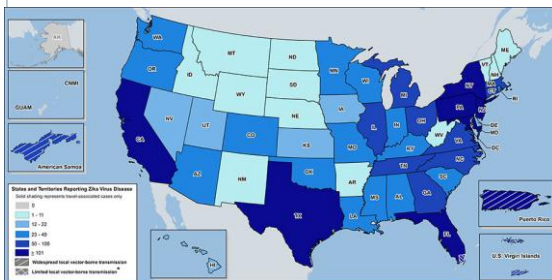 AK
CNMI
GUAM
American Samoa
WA
OR
CA
NV
ID
MT
WY
UT
AZ
CO
NM
ND
SD
NE
KS
OK
TX
MN
IA
MO
AR
LA
WI
IL
MI
IN
OH
KY
TN
MS
AL
GA
FL
SC
NC
VA
WV
PA
NY
VT
NH
ME
MA
RI
CT
NJ
DE
MD
DC
HI
Puerto Rico
U.S. Virgin Islands
States and Territories Reporting Zika Virus Disease
Solid shading represents travel-associated cases only
0
1 - 11
12 - 22
23 - 49
≥ 101
Widespread local vector-borne transmission
Limited local vector-borne transmission